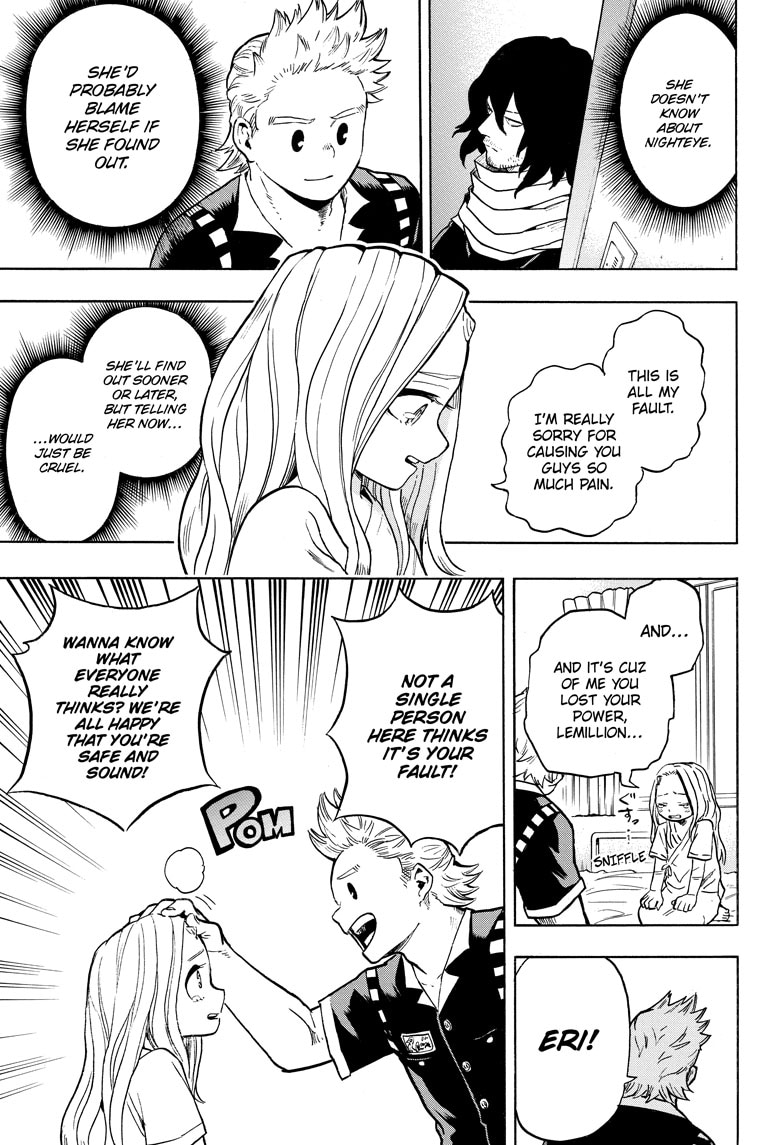 SHE
DOESN'T
KNOW
ABOUT
NIGHTEYE.
SHE'D
PROBABLY
BLAME
HERSELF IF
SHE FOUND
OUT.
THIS IS
ALL MY
FAULT.
I'M REALLY
SORRY FOR
CAUSING YOU
GUYS SO
MUCH PAIN.
SHE'LL FIND
OUT SOONER
OR LATER,
BUT TELLING
HER NOW...
...WOULD
JUST BE
CRUEL.
AND...
AND IT'S CUZ
OF ME YOU
LOST YOUR
POWER,
LEMILLION...
ぐすっ…
SNIFFLE
ERI!
NOT A
SINGLE
PERSON
HERE THINKS
IT'S YOUR
FAULT!
WANNA KNOW
WHAT
EVERYONE
REALLY
THINKS? WE'RE
ALL HAPPY
THAT YOU'RE
SAFE AND
SOUND!
POM